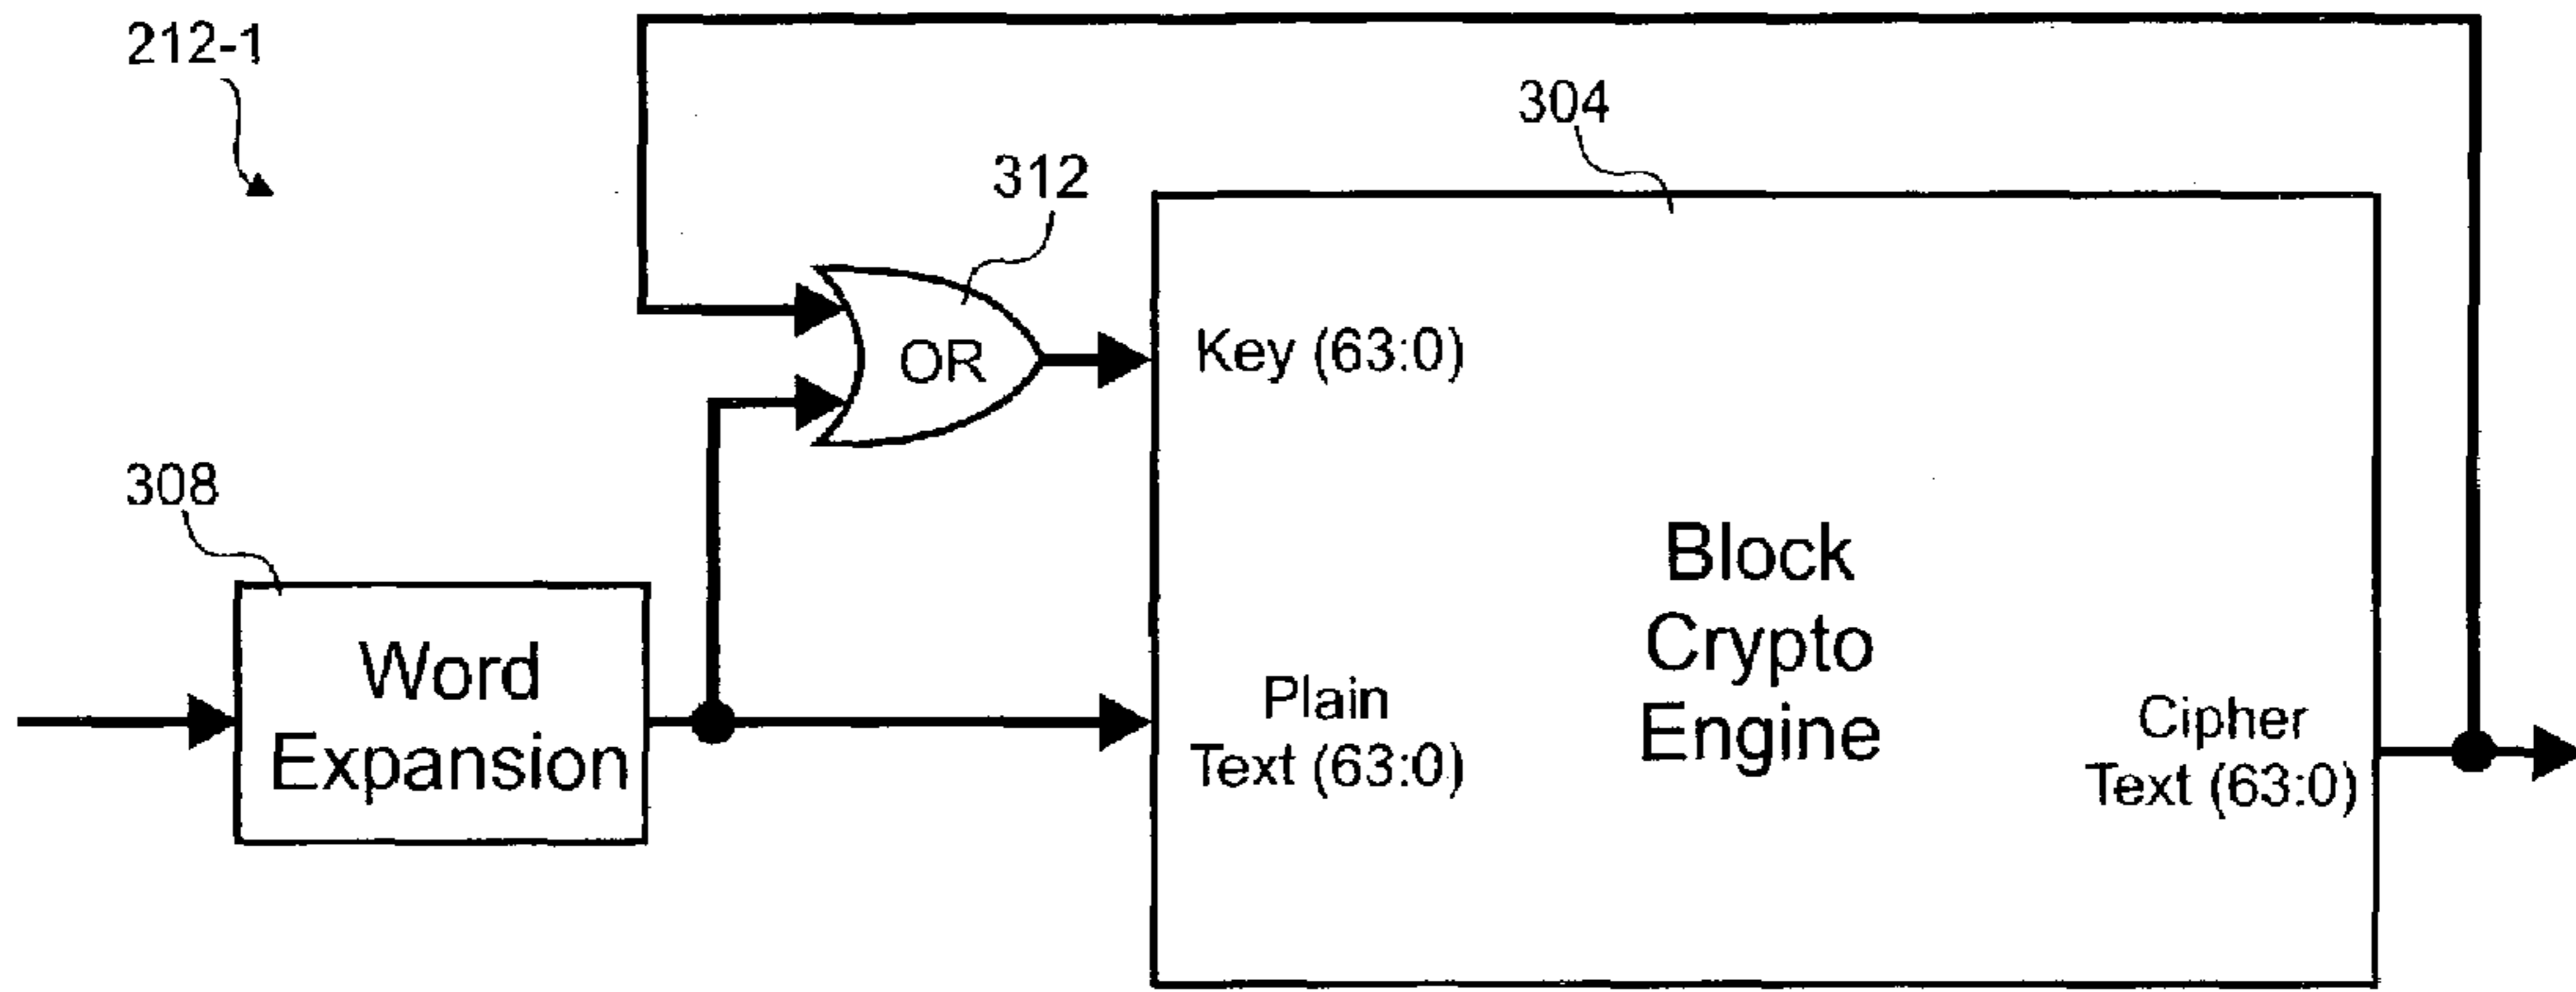 212-1
304
312
OR
Key (63:0)
308
Word
Expansion
Plain
Text (63:0)
Block
Crypto
Engine
Cipher
Text (63:0)